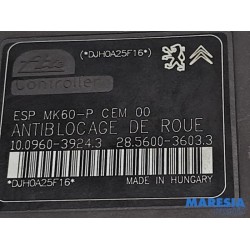 *DJH0A25F16*
Ate
Controller
ESP MK60-P CEM 00
ANTIBLOCAGE DE ROUE
10.0960-3924.3 28.5600-3603.3
*DJH0A25F16* MADE IN HUNGARY
MARESIA